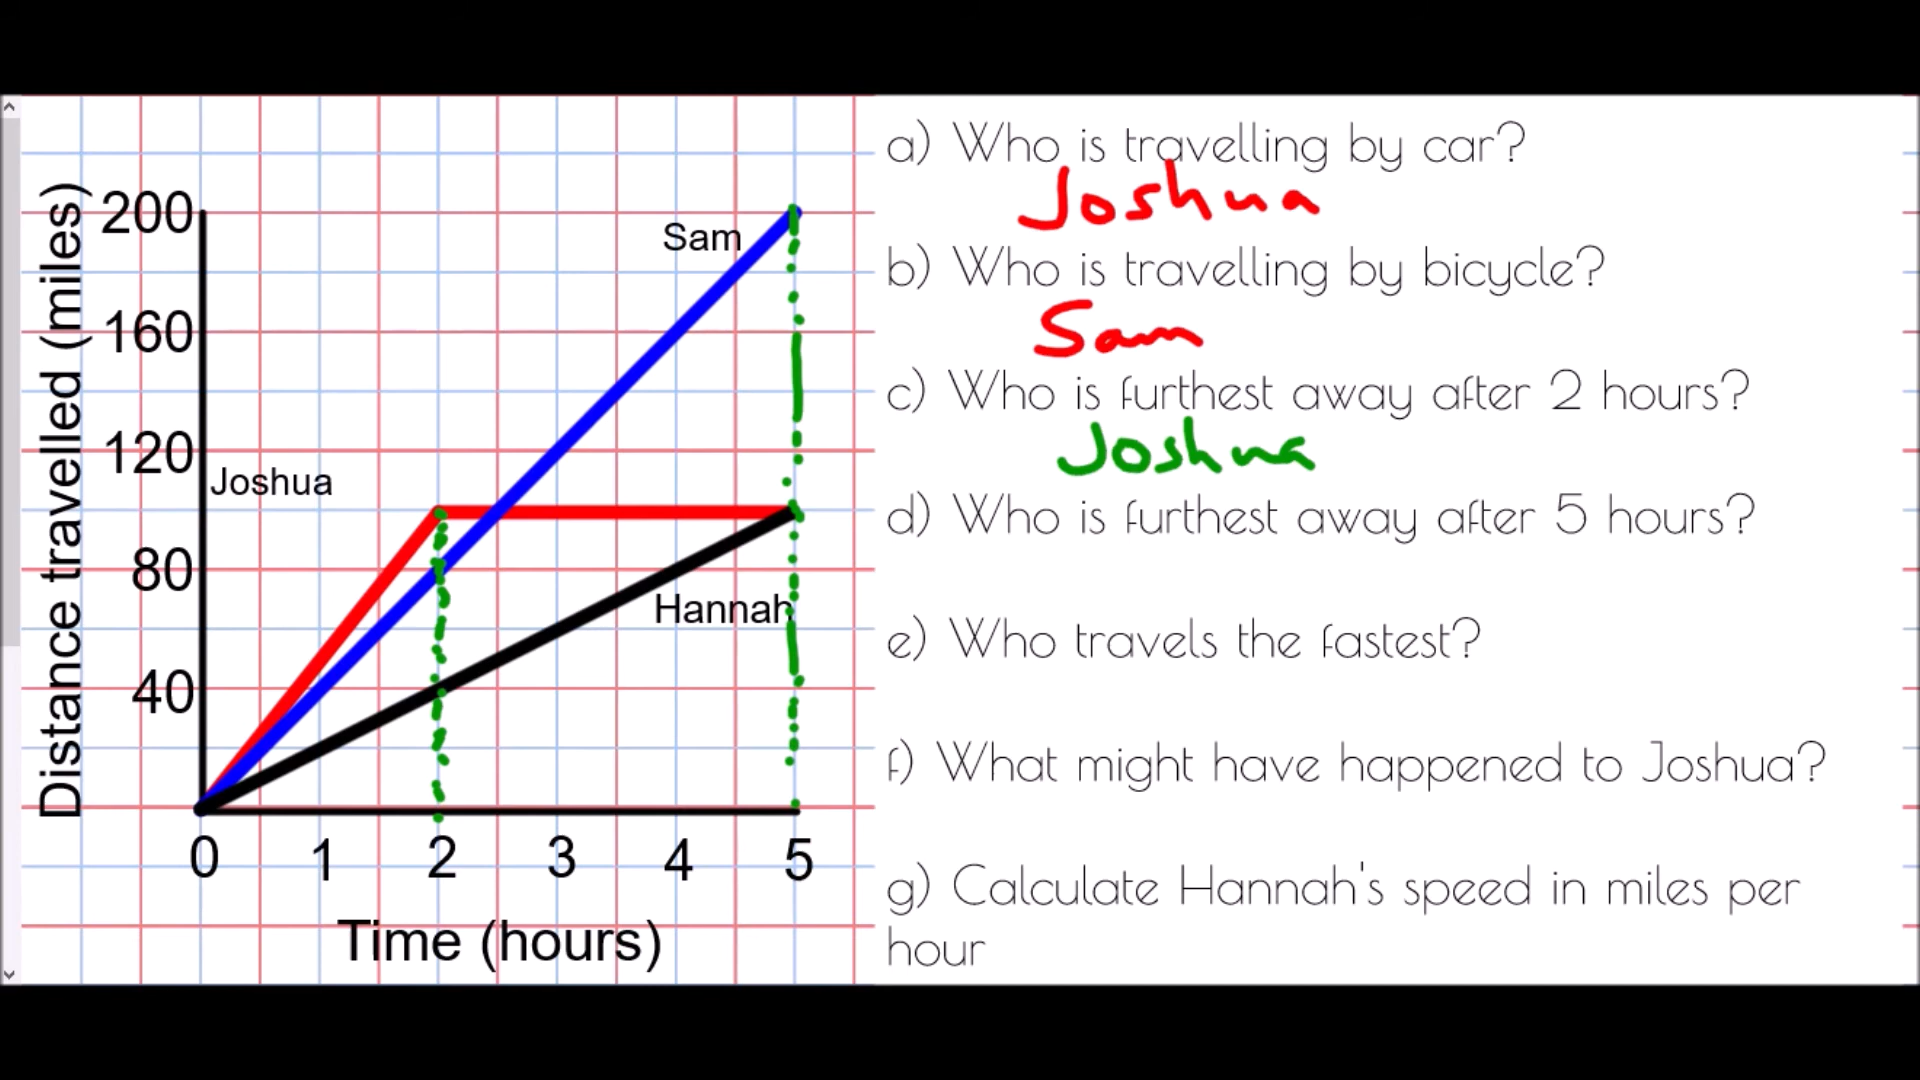 Distance travelled (miles)
200
160
120
80
40
Sam
Joshua
Hannah
0 1 2 3 4 5
Time (hours)
a) Who is travelling by car?
Joshua
b) Who is travelling by bicycle?
Sam
c) Who is furthest away after 2 hours?
Joshua
d) Who is furthest away after 5 hours?
e) Who travels the fastest?
f) What might have happened to Joshua?
g) Calculate Hannah's speed in miles per
hour